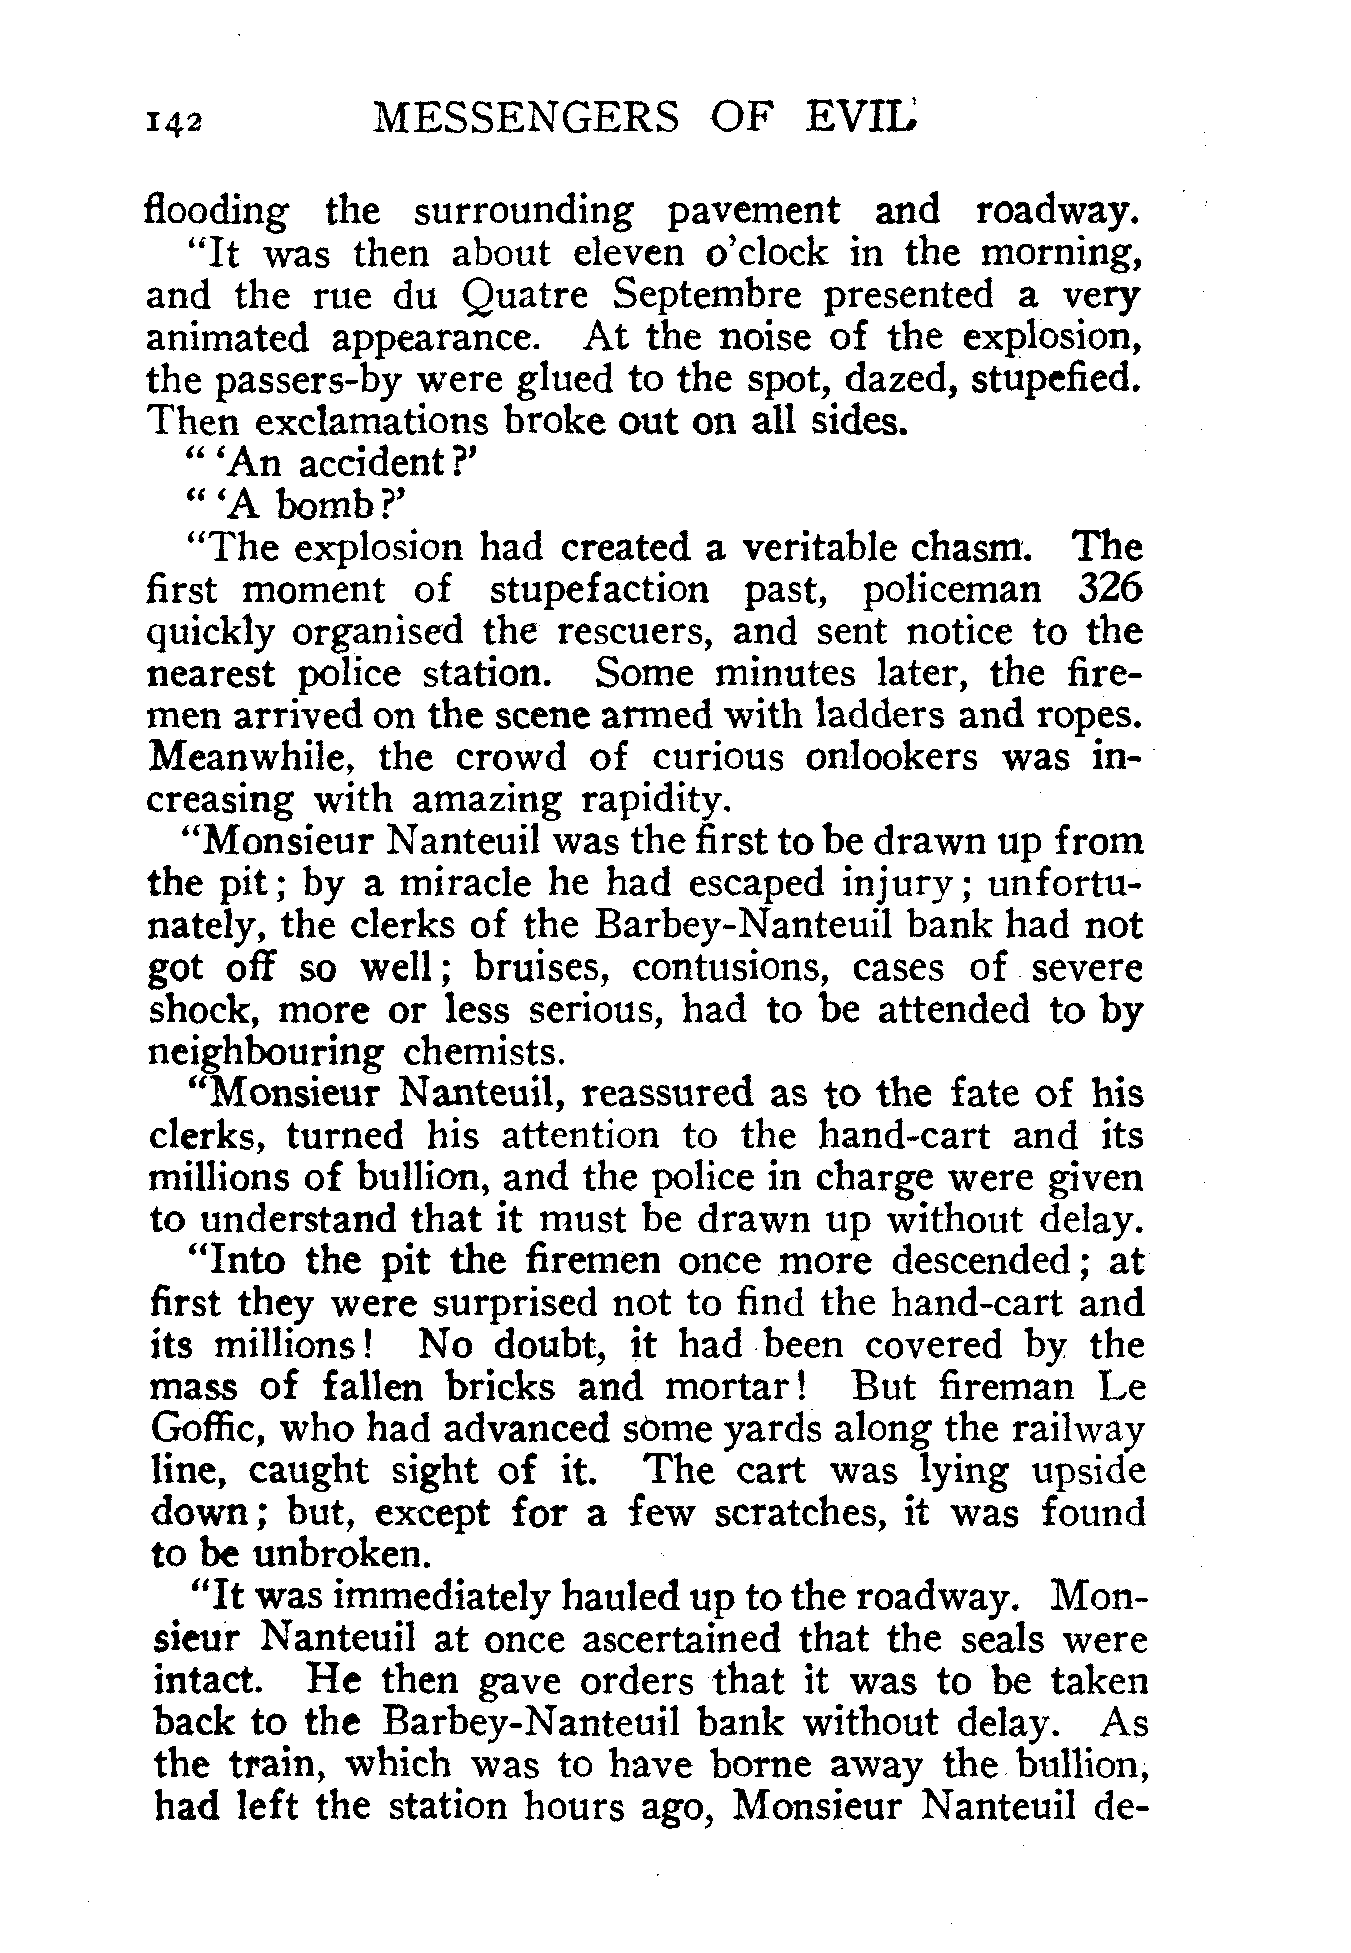 142 MESSENGERS OF EVIL
flooding the surrounding pavement and roadway.
"It was then about eleven o'clock in the morning,
and the rue du Quatre Septembre presented a very
animated appearance. At the noise of the explosion,
the passers-by were glued to the spot, dazed, stupefied.
Then exclamations broke out on all sides.
" 'An accident?'
" 'A bomb?'
"The explosion had created a veritable chasm. The
first moment of stupefaction past, policeman 326
quickly organised the rescuers, and sent notice to the
nearest police station. Some minutes later, the fire-
men arrived on the scene armed with ladders and ropes.
Meanwhile, the crowd of curious onlookers was in-
creasing with amazing rapidity.
"Monsieur Nanteuil was the first to be drawn up from
the pit; by a miracle he had escaped injury; unfortu-
nately, the clerks of the Barbey-Nanteuil bank had not
got off so well; bruises, contusions, cases of severe
shock, more or less serious, had to be attended to by
neighbouring chemists.
"Monsieur Nanteuil, reassured as to the fate of his
clerks, turned his attention to the hand-cart and its
millions of bullion, and the police in charge were given
to understand that it must be drawn up without delay.
"Into the pit the firemen once more descended; at
first they were surprised not to find the hand-cart and
its millions! No doubt, it had been covered by the
mass of fallen bricks and mortar! But fireman Le
Goffic, who had advanced some yards along the railway
line, caught sight of it. The cart was lying upside
down; but, except for a few scratches, it was found
to be unbroken.
"It was immediately hauled up to the roadway. Mon-
sieur Nanteuil at once ascertained that the seals were
intact. He then gave orders that it was to be taken
back to the Barbey-Nanteuil bank without delay. As
the train, which was to have borne away the bullion,
had left the station hours ago, Monsieur Nanteuil de-